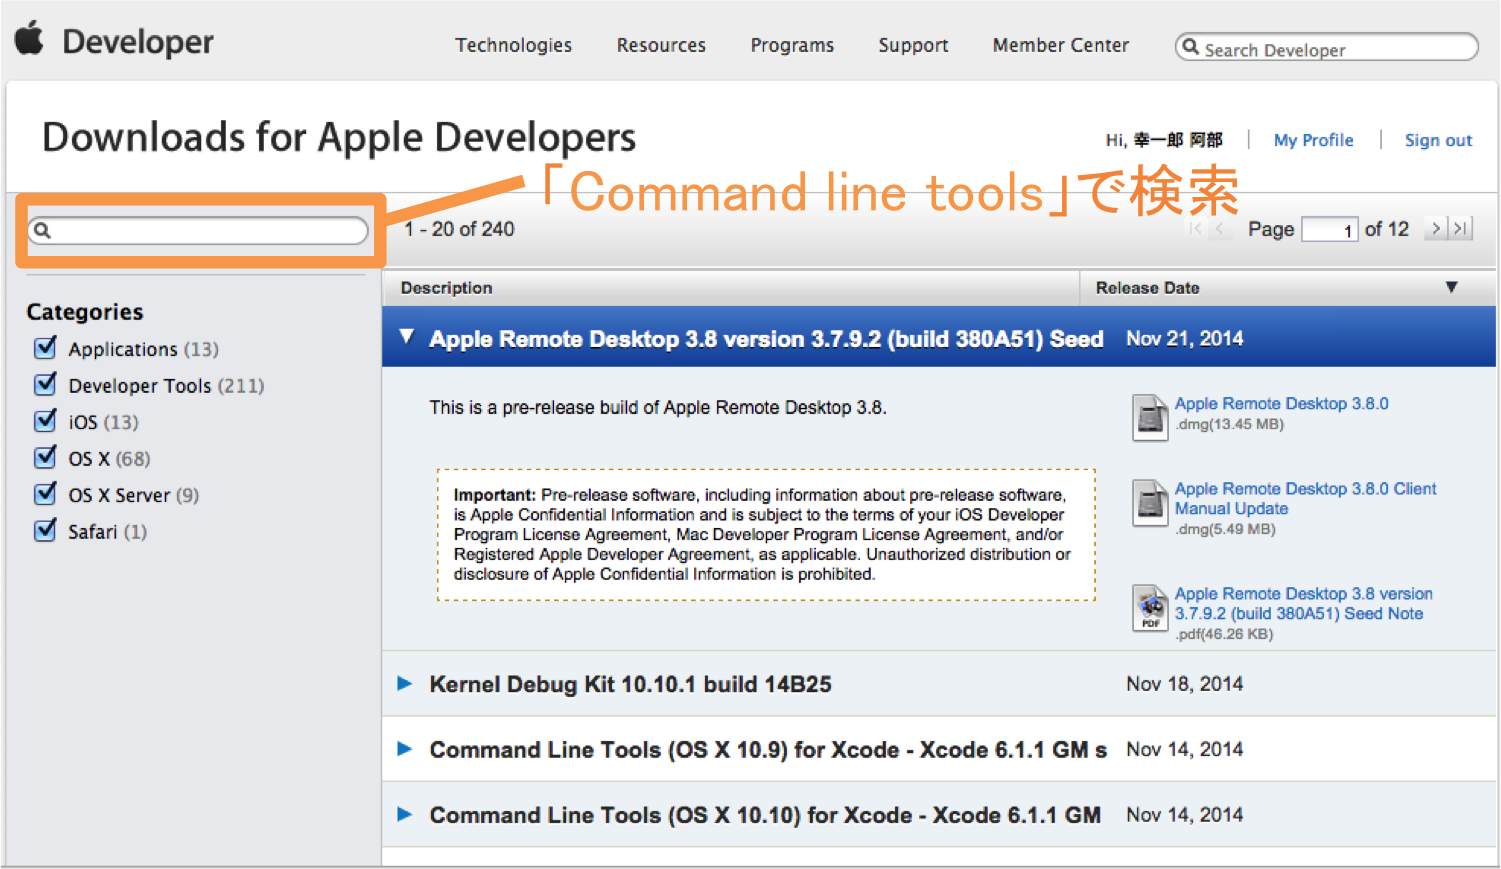 Developer
Technologies Resources Programs Support Member Center Search Developer
Downloads for Apple Developers
Hi, 幸一郎 阿部 | My Profile | Sign out
「Command line tools」で検索
1 - 20 of 240
Page 1 of 12
Description Release Date
Categories
Applications (13)
Developer Tools (211)
iOS (13)
OS X (68)
OS X Server (9)
Safari (1)
Apple Remote Desktop 3.8 version 3.7.9.2 (build 380A51) Seed Nov 21, 2014
This is a pre-release build of Apple Remote Desktop 3.8.
Important: Pre-release software, including information about pre-release software,
is Apple Confidential Information and is subject to the terms of your iOS Developer
Program License Agreement, Mac Developer Program License Agreement, and/or
Registered Apple Developer Agreement, as applicable. Unauthorized distribution or
disclosure of Apple Confidential Information is prohibited.
Apple Remote Desktop 3.8.0
.dmg(13.45 MB)
Apple Remote Desktop 3.8.0 Client
Manual Update
.dmg(5.49 MB)
PDF
Apple Remote Desktop 3.8 version
3.7.9.2 (build 380A51) Seed Note
.pdf(46.26 KB)
Kernel Debug Kit 10.10.1 build 14B25 Nov 18, 2014
Command Line Tools (OS X 10.9) for Xcode - Xcode 6.1.1 GM s Nov 14, 2014
Command Line Tools (OS X 10.10) for Xcode - Xcode 6.1.1 GM Nov 14, 2014